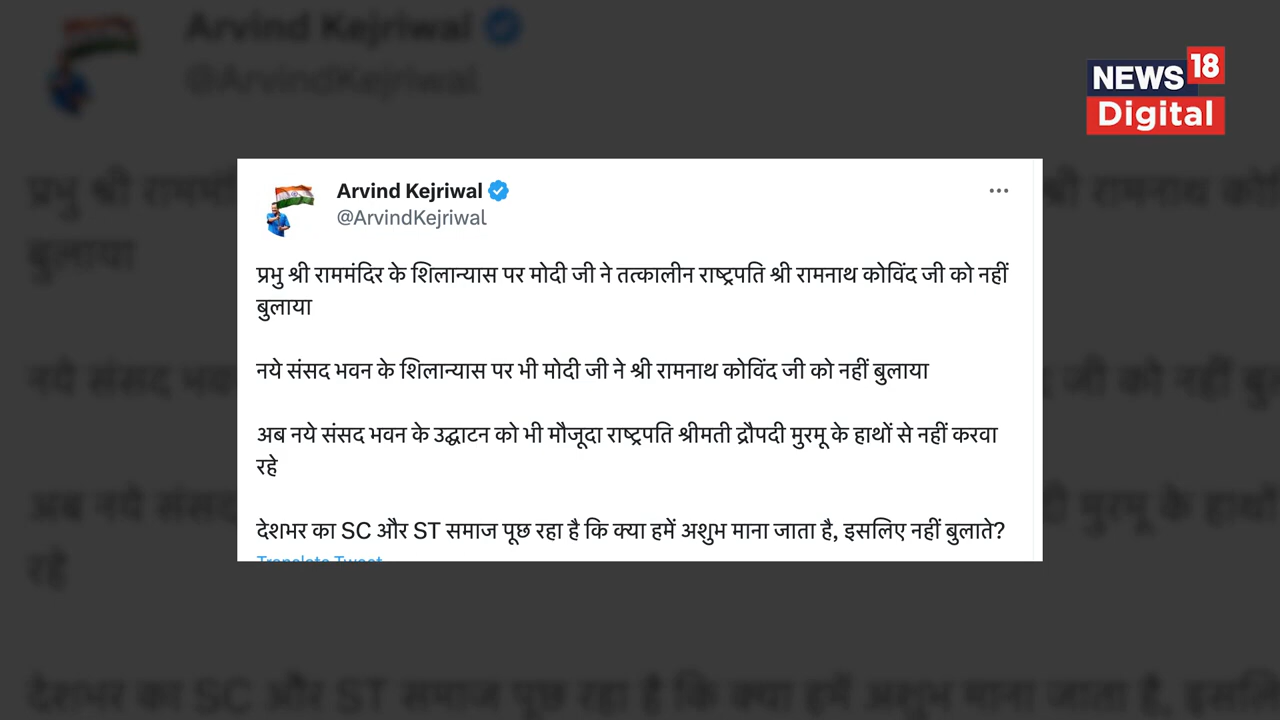 NEWS 18
Digital
Arvind Kejriwal
@ArvindKejriwal
प्रभु श्री राममंदिर के शिलान्यास पर मोदी जी ने तत्कालीन राष्ट्रपति श्री रामनाथ कोविंद जी को नहीं
बुलाया
नये संसद भवन के शिलान्यास पर भी मोदी जी ने श्री रामनाथ कोविंद जी को नहीं बुलाया
अब नये संसद भवन के उद्घाटन को भी मौजूदा राष्ट्रपति श्रीमती द्रौपदी मुरमू के हाथों से नहीं करवा
रहे
देशभर का SC और ST समाज पूछ रहा है कि क्या हमें अशुभ माना जाता है, इसलिए नहीं बुलाते?
Translate Tweet